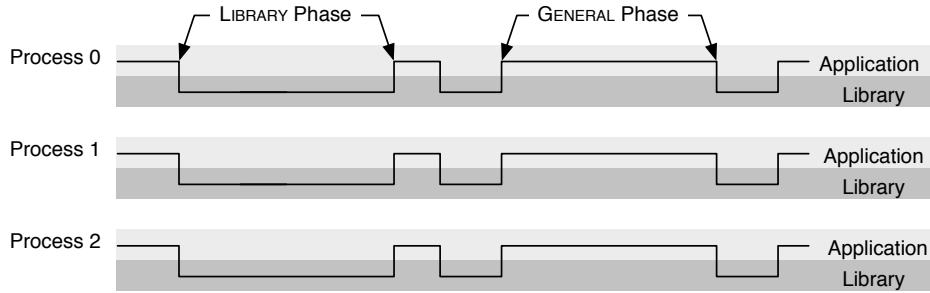 LIBRARY Phase
GENERAL Phase
Process 0
Application
Library
Process 1
Application
Library
Process 2
Application
Library